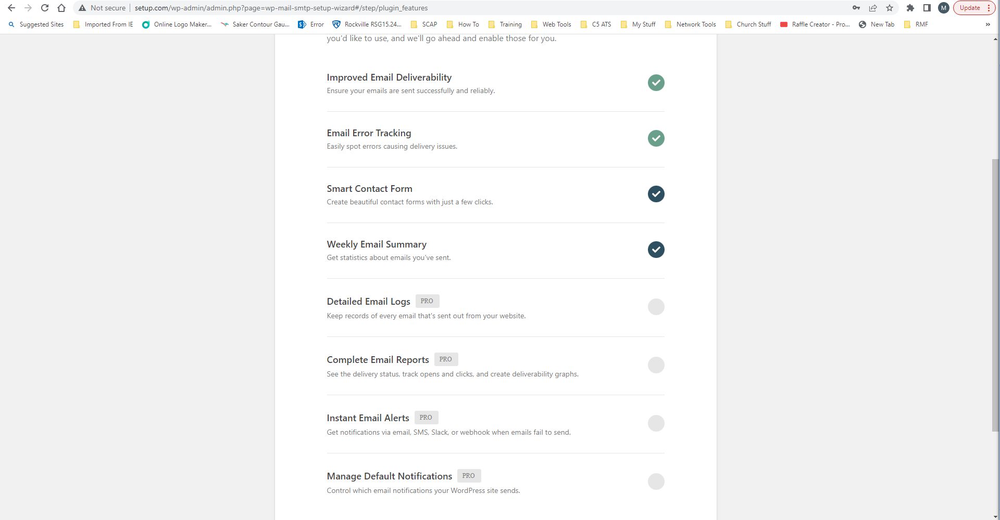 Not secure
setup.com/wp-admin/admin.php?page=wp-mail-smtp-setup-wizard#/step/plugin_features
M
Update
Suggested Sites
Imported From IE
Online Logo Maker...
Saker Contour Gau...
Error
Rockville RSG15.24...
SCAP
How To
Training
Web Tools
C5 ATS
My Stuff
Network Tools
Church Stuff
Raffle Creator - Pro...
New Tab
RMF
»
you'd like to use, and we'll go ahead and enable those for you.
Improved Email Deliverability
Ensure your emails are sent successfully and reliably.
Email Error Tracking
Easily spot errors causing delivery issues.
Smart Contact Form
Create beautiful contact forms with just a few clicks.
Weekly Email Summary
Get statistics about emails you've sent.
Detailed Email Logs PRO
Keep records of every email that's sent out from your website.
Complete Email Reports PRO
See the delivery status, track opens and clicks, and create deliverability graphs.
Instant Email Alerts PRO
Get notifications via email, SMS, Slack, or webhook when emails fail to send.
Manage Default Notifications PRO
Control which email notifications your WordPress site sends.